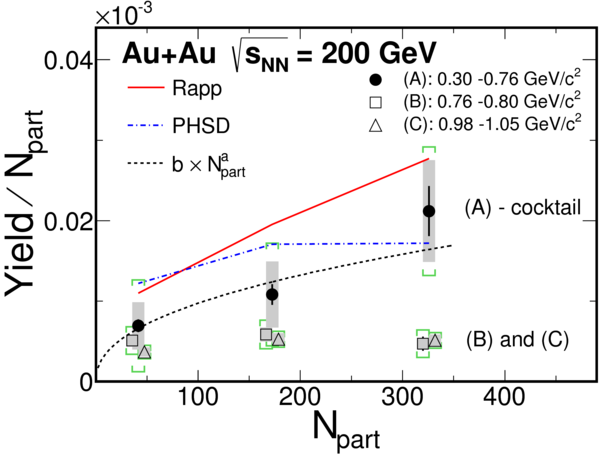 ×10⁻³
Au+Au √sNN = 200 GeV
Rapp
PHSD
b × Nᵃpart
(A): 0.30 -0.76 GeV/c²
(B): 0.76 -0.80 GeV/c²
(C): 0.98 -1.05 GeV/c²
(A) - cocktail
(B) and (C)
Yield / Npart
0.04
0.02
0
0 100 200 300 400
Npart